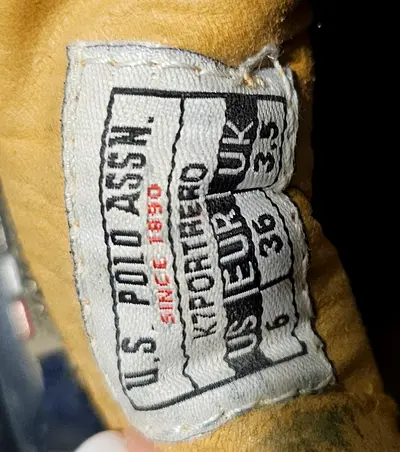 U.S. POLO ASSN.
SINCE 1890
K7PORTHERO
US EUR UK
6 36 3.5